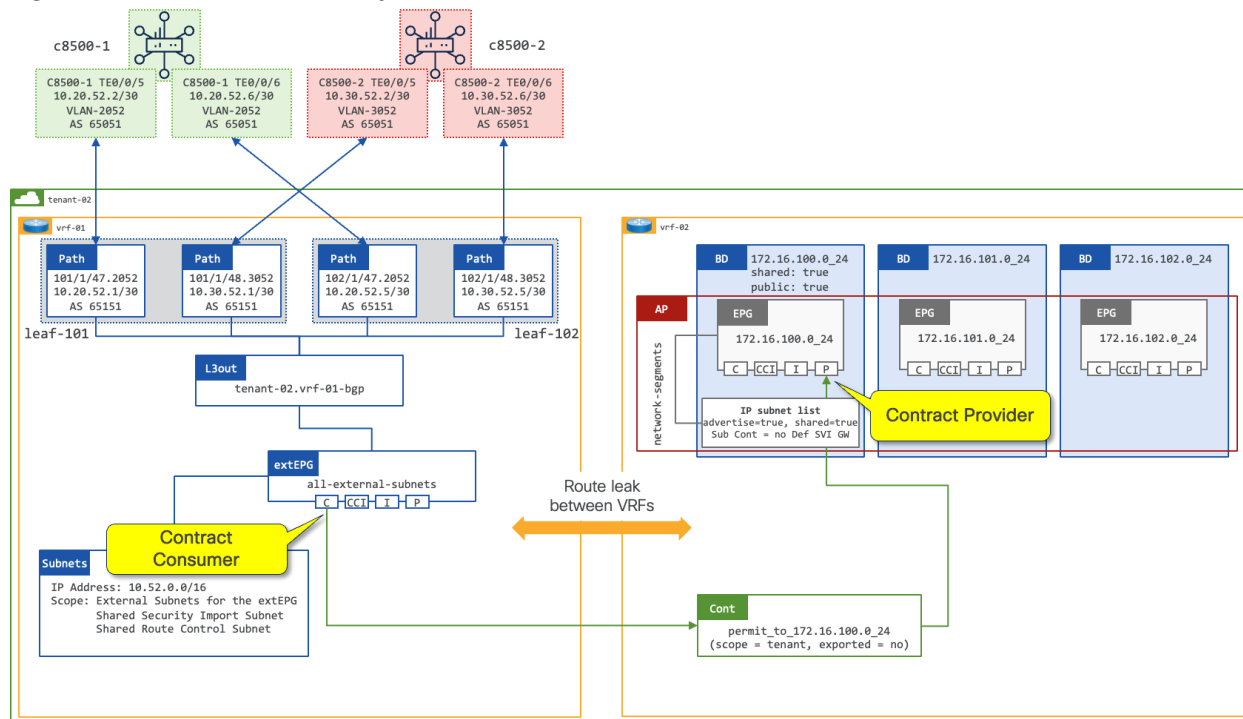 c8500-1
c8500-2
C8500-1 TE0/0/5
10.20.52.2/30
VLAN-2052
AS 65051
C8500-1 TE0/0/6
10.20.52.6/30
VLAN-2052
AS 65051
C8500-2 TE0/0/5
10.30.52.2/30
VLAN-3052
AS 65051
C8500-2 TE0/0/6
10.30.52.6/30
VLAN-3052
AS 65051
tenant-02
vrf-01
Path
101/1/47.2052
10.20.52.1/30
AS 65151
Path
101/1/48.3052
10.30.52.1/30
AS 65151
Path
102/1/47.2052
10.20.52.5/30
AS 65151
Path
102/1/48.3052
10.30.52.5/30
AS 65151
leaf-101
leaf-102
L3out
tenant-02.vrf-01-bgp
extEPG
all-external-subnets
C CCI I P
Contract
Consumer
Subnets
IP Address: 10.52.0.0/16
Scope: External Subnets for the extEPG
Shared Security Import Subnet
Shared Route Control Subnet
Route leak
between VRFs
vrf-02
BD
172.16.100.0_24
shared: true
public: true
BD
172.16.101.0_24
BD
172.16.102.0_24
AP
network-segments
EPG
172.16.100.0_24
C CCI I P
EPG
172.16.101.0_24
C CCI I P
EPG
172.16.102.0_24
C CCI I P
IP subnet list
advertise=true, shared=true
Sub Cont = no Def SVI GW
Contract Provider
Cont
permit_to_172.16.100.0_24
(scope = tenant, exported = no)